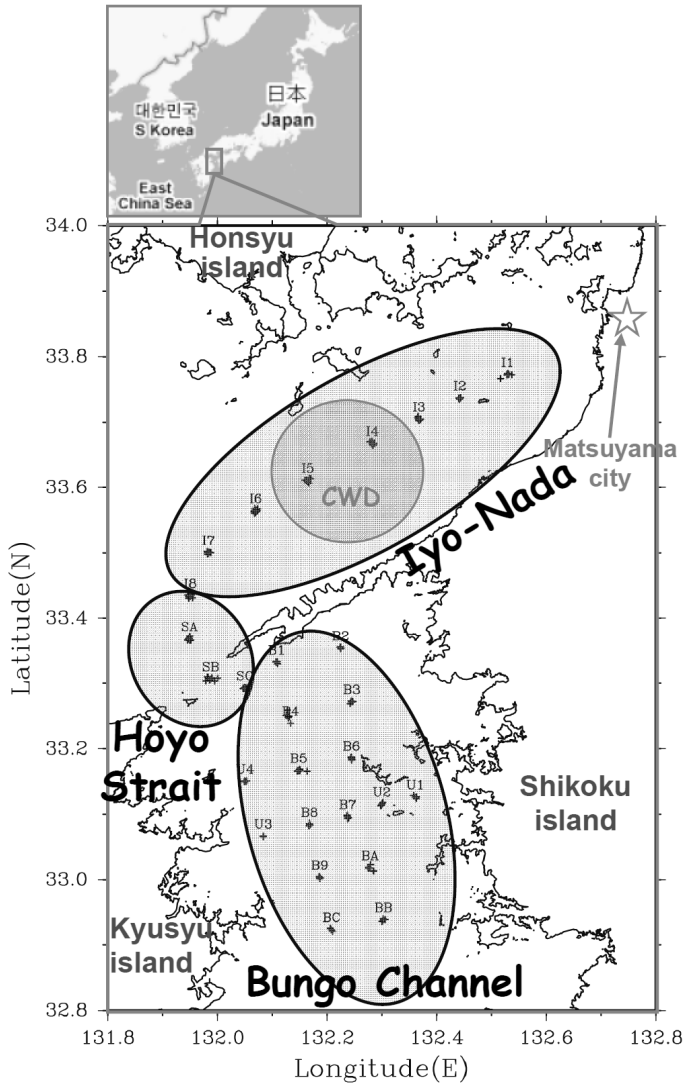 日本
대한민국
Japan
S Korea
East
China Sea
34.0
Honsyu
island
33.8
I1
I2
I3
I4
Matsuyama
city
I5
CWD
33.6
I6
Iyo-Nada
I7
I8
33.4
SA
B2
B1
SB
SC
B3
B4
Hoyo
Strait
33.2
B6
B5
U4
U2
U1
Shikoku
island
B8
B7
U3
BA
B9
33.0
BC
BB
Kyusyu
island
Bungo Channel
32.8
131.8
132.0
132.2
132.4
132.6
132.8
Longitude(E)
Latitude(N)